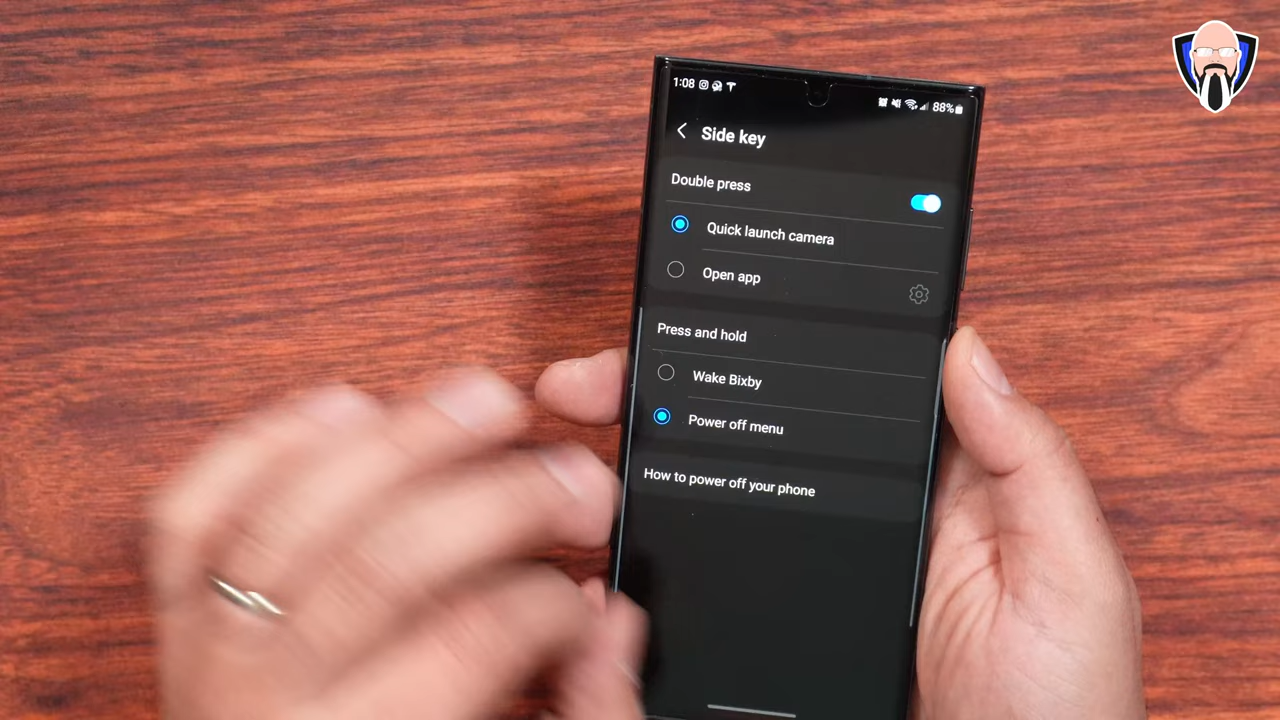 1:08
88%
Side key
Double press
Quick launch camera
Open app
Press and hold
Wake Bixby
Power off menu
How to power off your phone